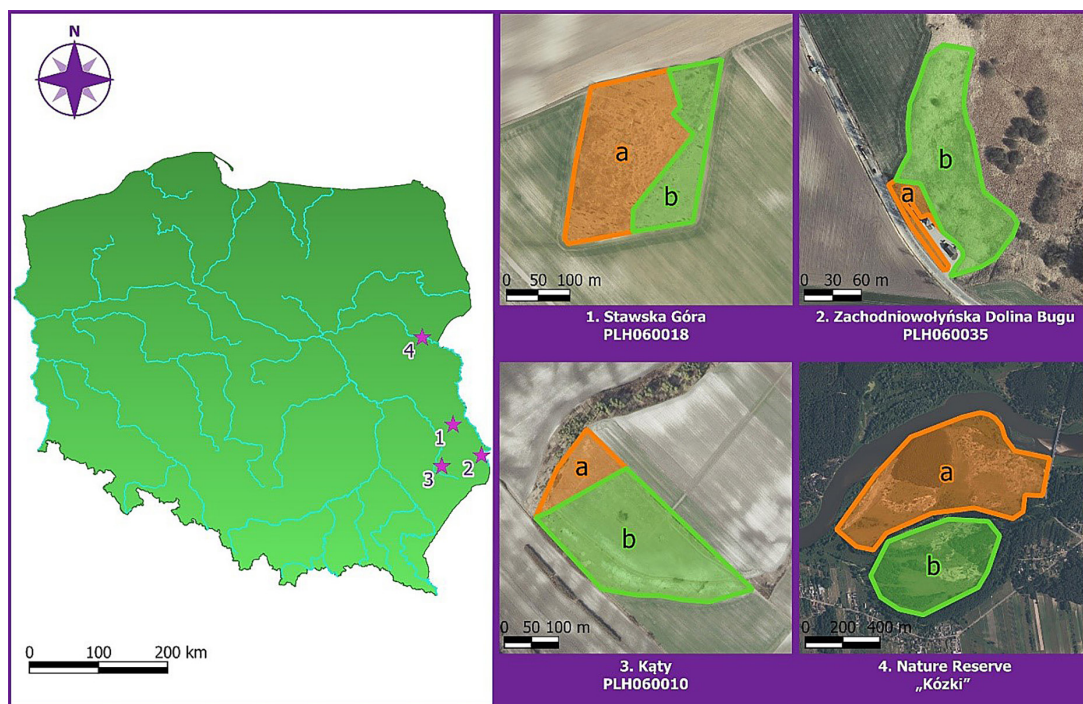 N
4
1
2
3
0 100 200 km
a
b
0 50 100 m
1. Stawska Góra
PLH060018
a
b
0 30 60 m
2. Zachodniowołyńska Dolina Bugu
PLH060035
a
b
0 50 100 m
3. Kąty
PLH060010
a
b
0 200 400 m
4. Nature Reserve
„Kózki”